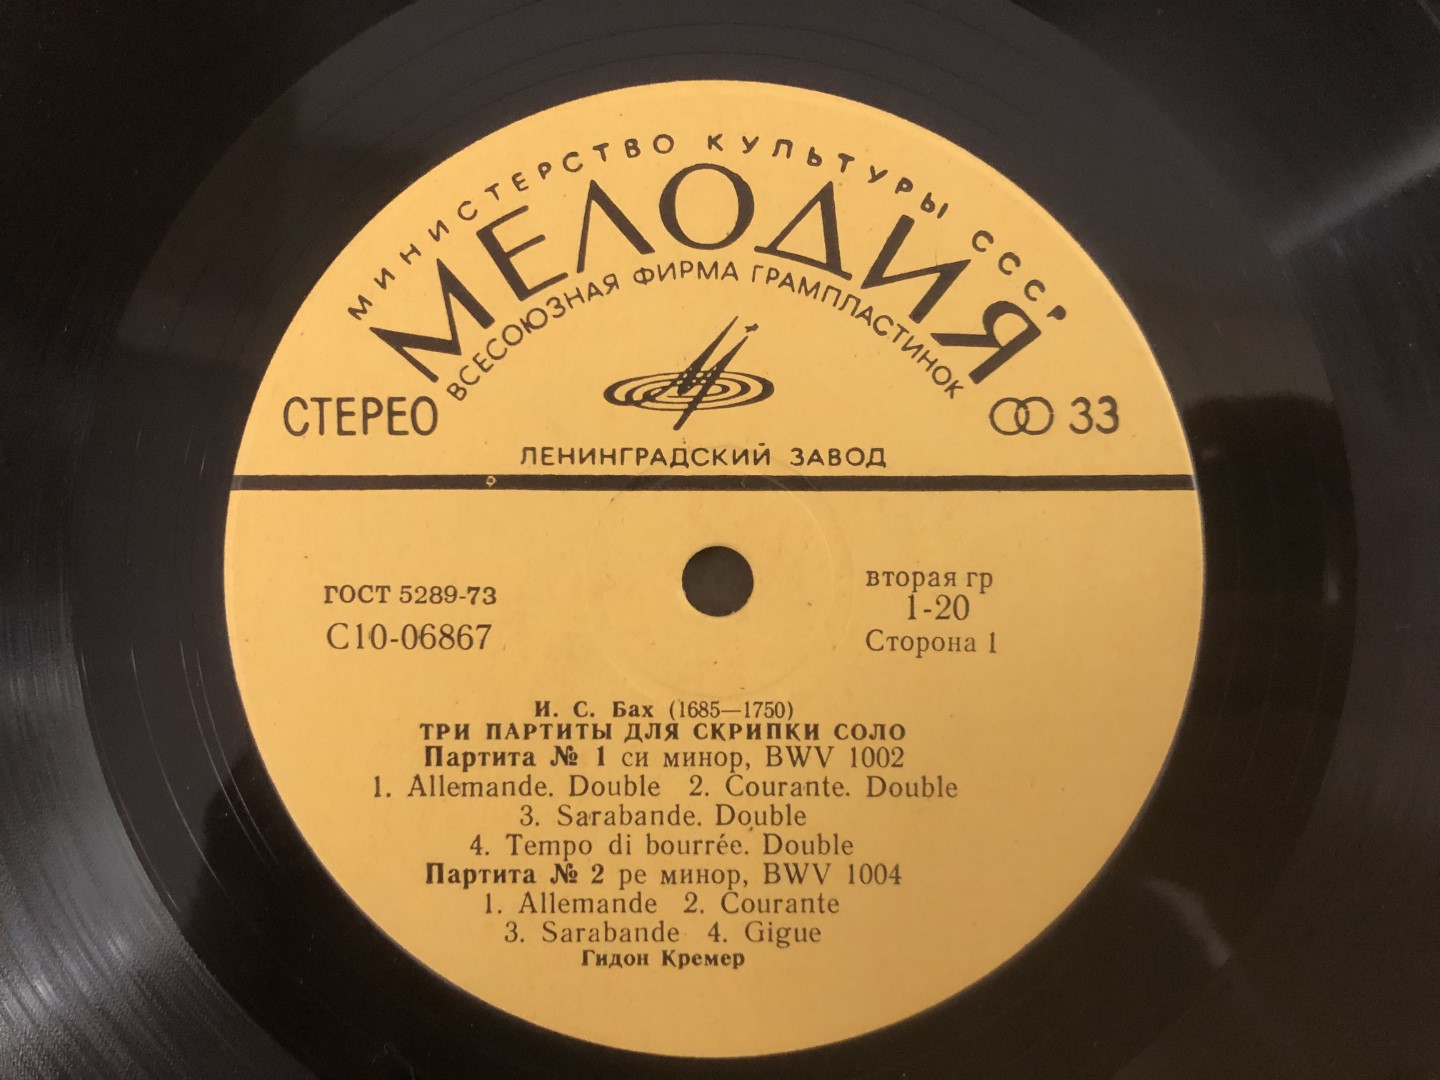 МИНИСТЕРСТВО КУЛЬТУРЫ СССР
МЕЛОДИЯ
ВСЕСОЮЗНАЯ ФИРМА ГРАМПЛАСТИНОК
СТЕРЕО
33
ЛЕНИНГРАДСКИЙ ЗАВОД
ГОСТ 5289-73
С10-06867
вторая гр
1-20
Сторона 1
И. С. Бах (1685—1750)
ТРИ ПАРТИТЫ ДЛЯ СКРИПКИ СОЛО
Партита № 1 си минор, BWV 1002
1. Allemande. Double 2. Courante. Double
3. Sarabande. Double
4. Tempo di bourrée. Double
Партита № 2 ре минор, BWV 1004
1. Allemande 2. Courante
3. Sarabande 4. Gigue
Гидон Кремер